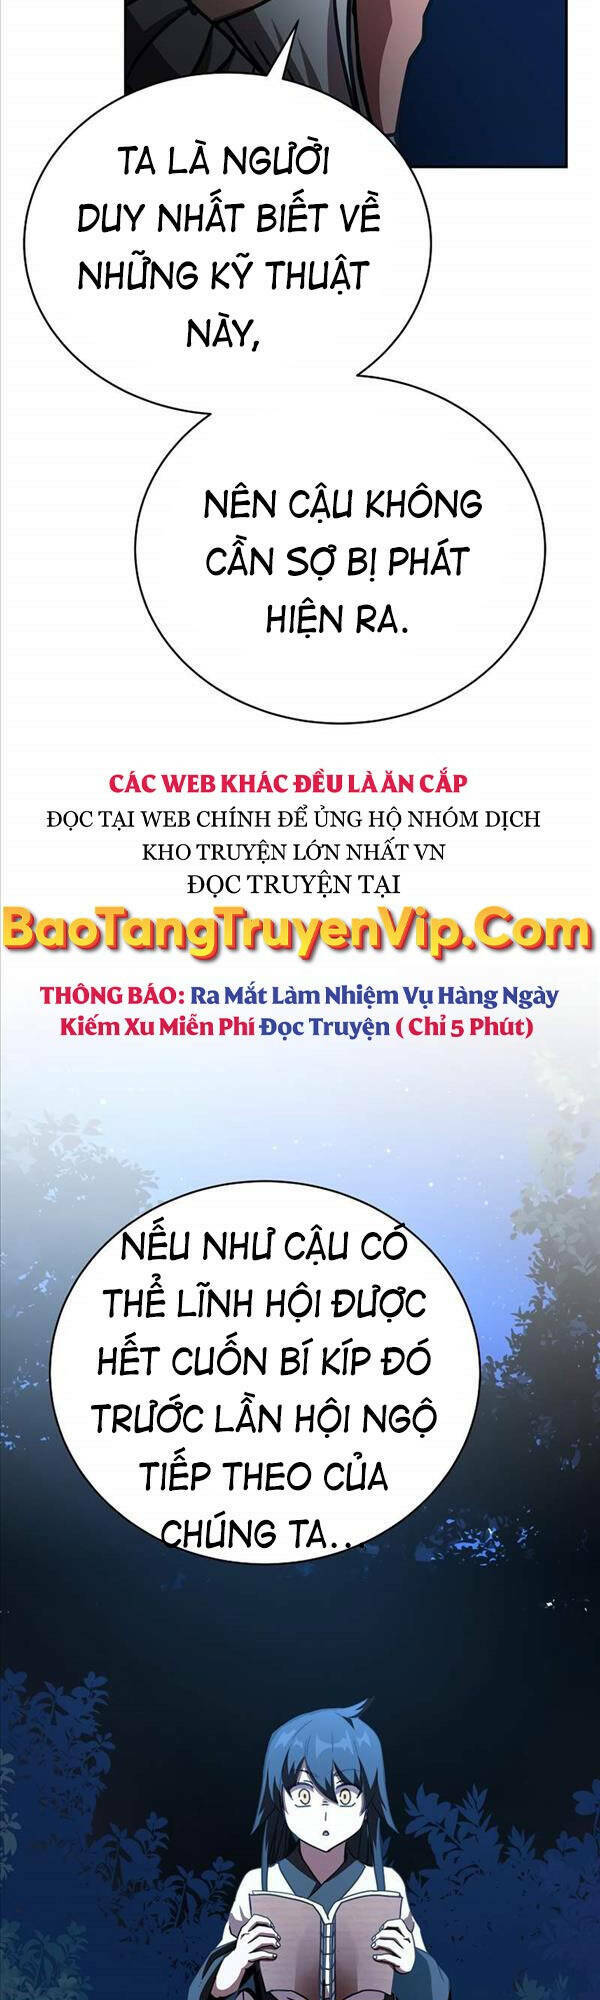 TA LÀ NGƯỜI
DUY NHẤT BIẾT VỀ
NHỮNG KỸ THUẬT
NÀY,
NÊN CẬU KHÔNG
CẦN SỢ BỊ PHÁT
HIỆN RA.
CÁC WEB KHÁC ĐỀU LÀ ĂN CẮP
ĐỌC TẠI WEB CHÍNH ĐỂ ỦNG HỘ NHÓM DỊCH
KHO TRUYỆN LỚN NHẤT VN
ĐỌC TRUYỆN TẠI
BaoTangTruyenVip.Com
THÔNG BÁO: Ra Mắt Làm Nhiệm Vụ Hàng Ngày
Kiếm Xu Miễn Phí Đọc Truyện ( Chỉ 5 Phút)
NẾU NHƯ CẬU CÓ
THỂ LĨNH HỘI ĐƯỢC
HẾT CUỐN BÍ KÍP ĐÓ
TRƯỚC LẦN HỘI NGỘ
TIẾP THEO CỦA
CHÚNG TA...